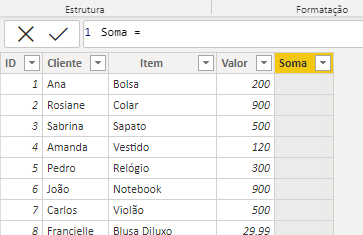 Estrutura Formatação
1 Soma =
ID Cliente Item Valor Soma
1 Ana Bolsa 200
2 Rosiane Colar 900
3 Sabrina Sapato 500
4 Amanda Vestido 120
5 Pedro Relógio 300
6 João Notebook 900
7 Carlos Violão 500
8 Francielle Blusa Diluxo 29.99